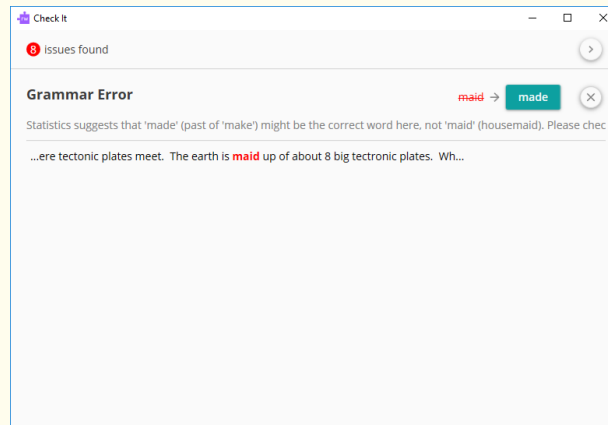 Check It
8 issues found
Grammar Error
maid → made
Statistics suggests that 'made' (past of 'make') might be the correct word here, not 'maid' (housemaid). Please chec
...ere tectonic plates meet. The earth is maid up of about 8 big tectronic plates. Wh...